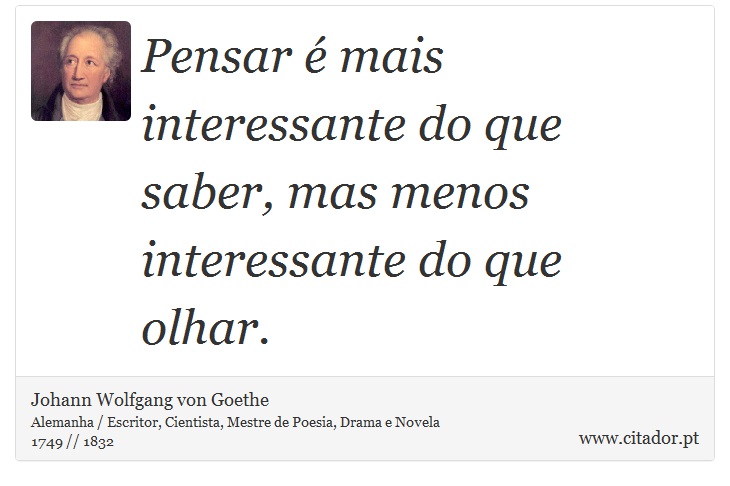 Pensar é mais
interessante do que
saber, mas menos
interessante do que
olhar.
Johann Wolfgang von Goethe
Alemanha / Escritor, Cientista, Mestre de Poesia, Drama e Novela
1749 // 1832
www.citador.pt